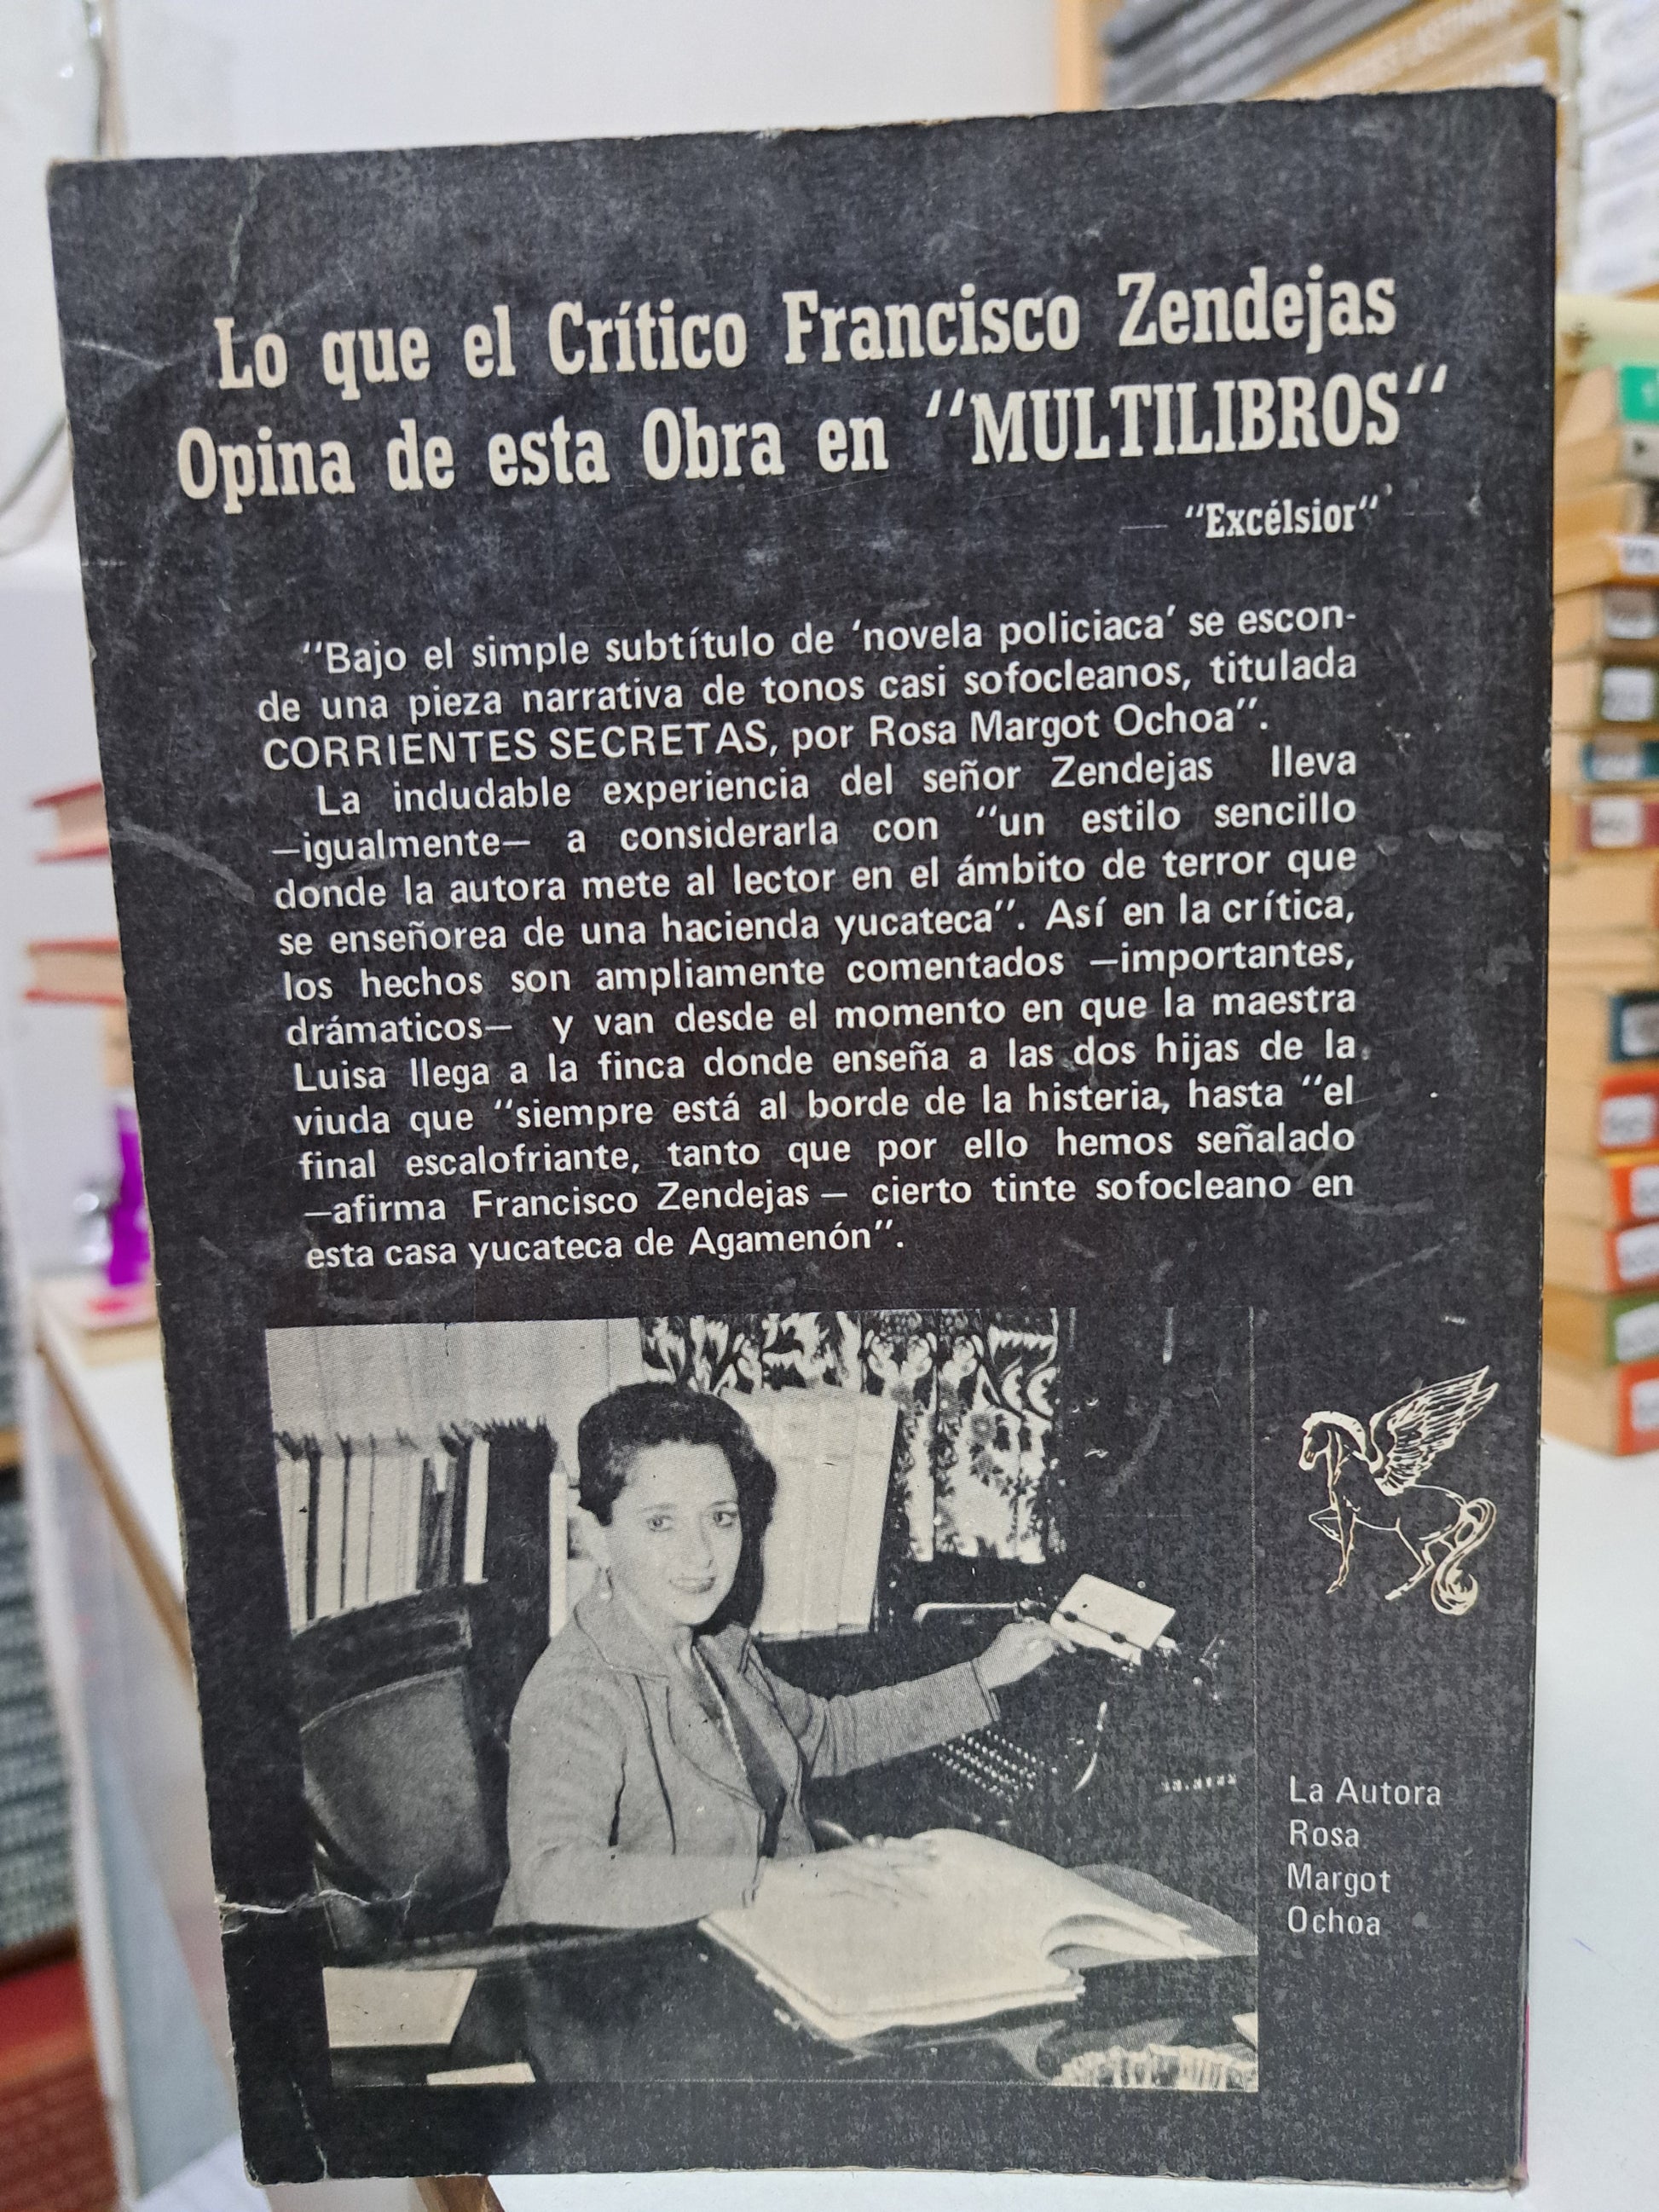 Lo que el Crítico Francisco Zendejas
Opina de esta Obra en "MULTILIBROS"
— "Excélsior"
"Bajo el simple subtítulo de 'novela policiaca' se escon-
de una pieza narrativa de tonos casi sofocleanos, titulada
CORRIENTES SECRETAS, por Rosa Margot Ochoa".
La indudable experiencia del señor Zendejas lleva
—igualmente— a considerarla con "un estilo sencillo
donde la autora mete al lector en el ámbito de terror que
se enseñorea de una hacienda yucateca". Así en la crítica,
los hechos son ampliamente comentados —importantes,
drámaticos— y van desde el momento en que la maestra
Luisa llega a la finca donde enseña a las dos hijas de la
viuda que "siempre está al borde de la histeria, hasta "el
final escalofriante, tanto que por ello hemos señalado
—afirma Francisco Zendejas— cierto tinte sofocleano en
esta casa yucateca de Agamenón".
La Autora
Rosa
Margot
Ochoa